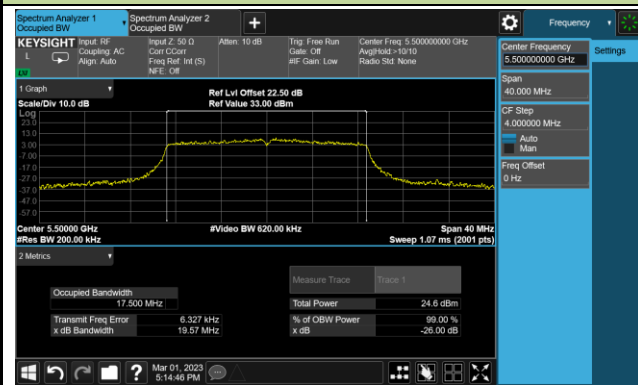 Spectrum Analyzer 1
Occupied BW
Spectrum Analyzer 2
Occupied BW
+
Frequency
KEYSIGHT
L
LW
Input: RF
Coupling: AC
Align: Auto
Input Z: 50 Ω
Corr CCorr
Freq Ref: Int (S)
NFE: Off
Atten: 10 dB
Trig: Free Run
Gate: Off
#IF Gain: Low
Center Freq: 5.500000000 GHz
Avg|Hold:>10/10
Radio Std: None
Center Frequency
5.500000000 GHz
Settings
Span
40.000 MHz
CF Step
4.000000 MHz
Auto
Man
Freq Offset
0 Hz
1 Graph
Scale/Div 10.0 dB
Ref Lvl Offset 22.50 dB
Ref Value 33.00 dBm
Log
23.0
13.0
3.00
-7.00
-17.0
-27.0
-37.0
-47.0
-57.0
Center 5.50000 GHz
#Video BW 620.00 kHz
Span 40 MHz
#Res BW 200.00 kHz
Sweep 1.07 ms (2001 pts)
2 Metrics
Measure Trace
Trace 1
Occupied Bandwidth
17.500 MHz
Total Power
24.6 dBm
Transmit Freq Error
6.327 kHz
% of OBW Power
99.00 %
x dB Bandwidth
19.57 MHz
x dB
-26.00 dB
?
Mar 01, 2023
5:14:46 PM